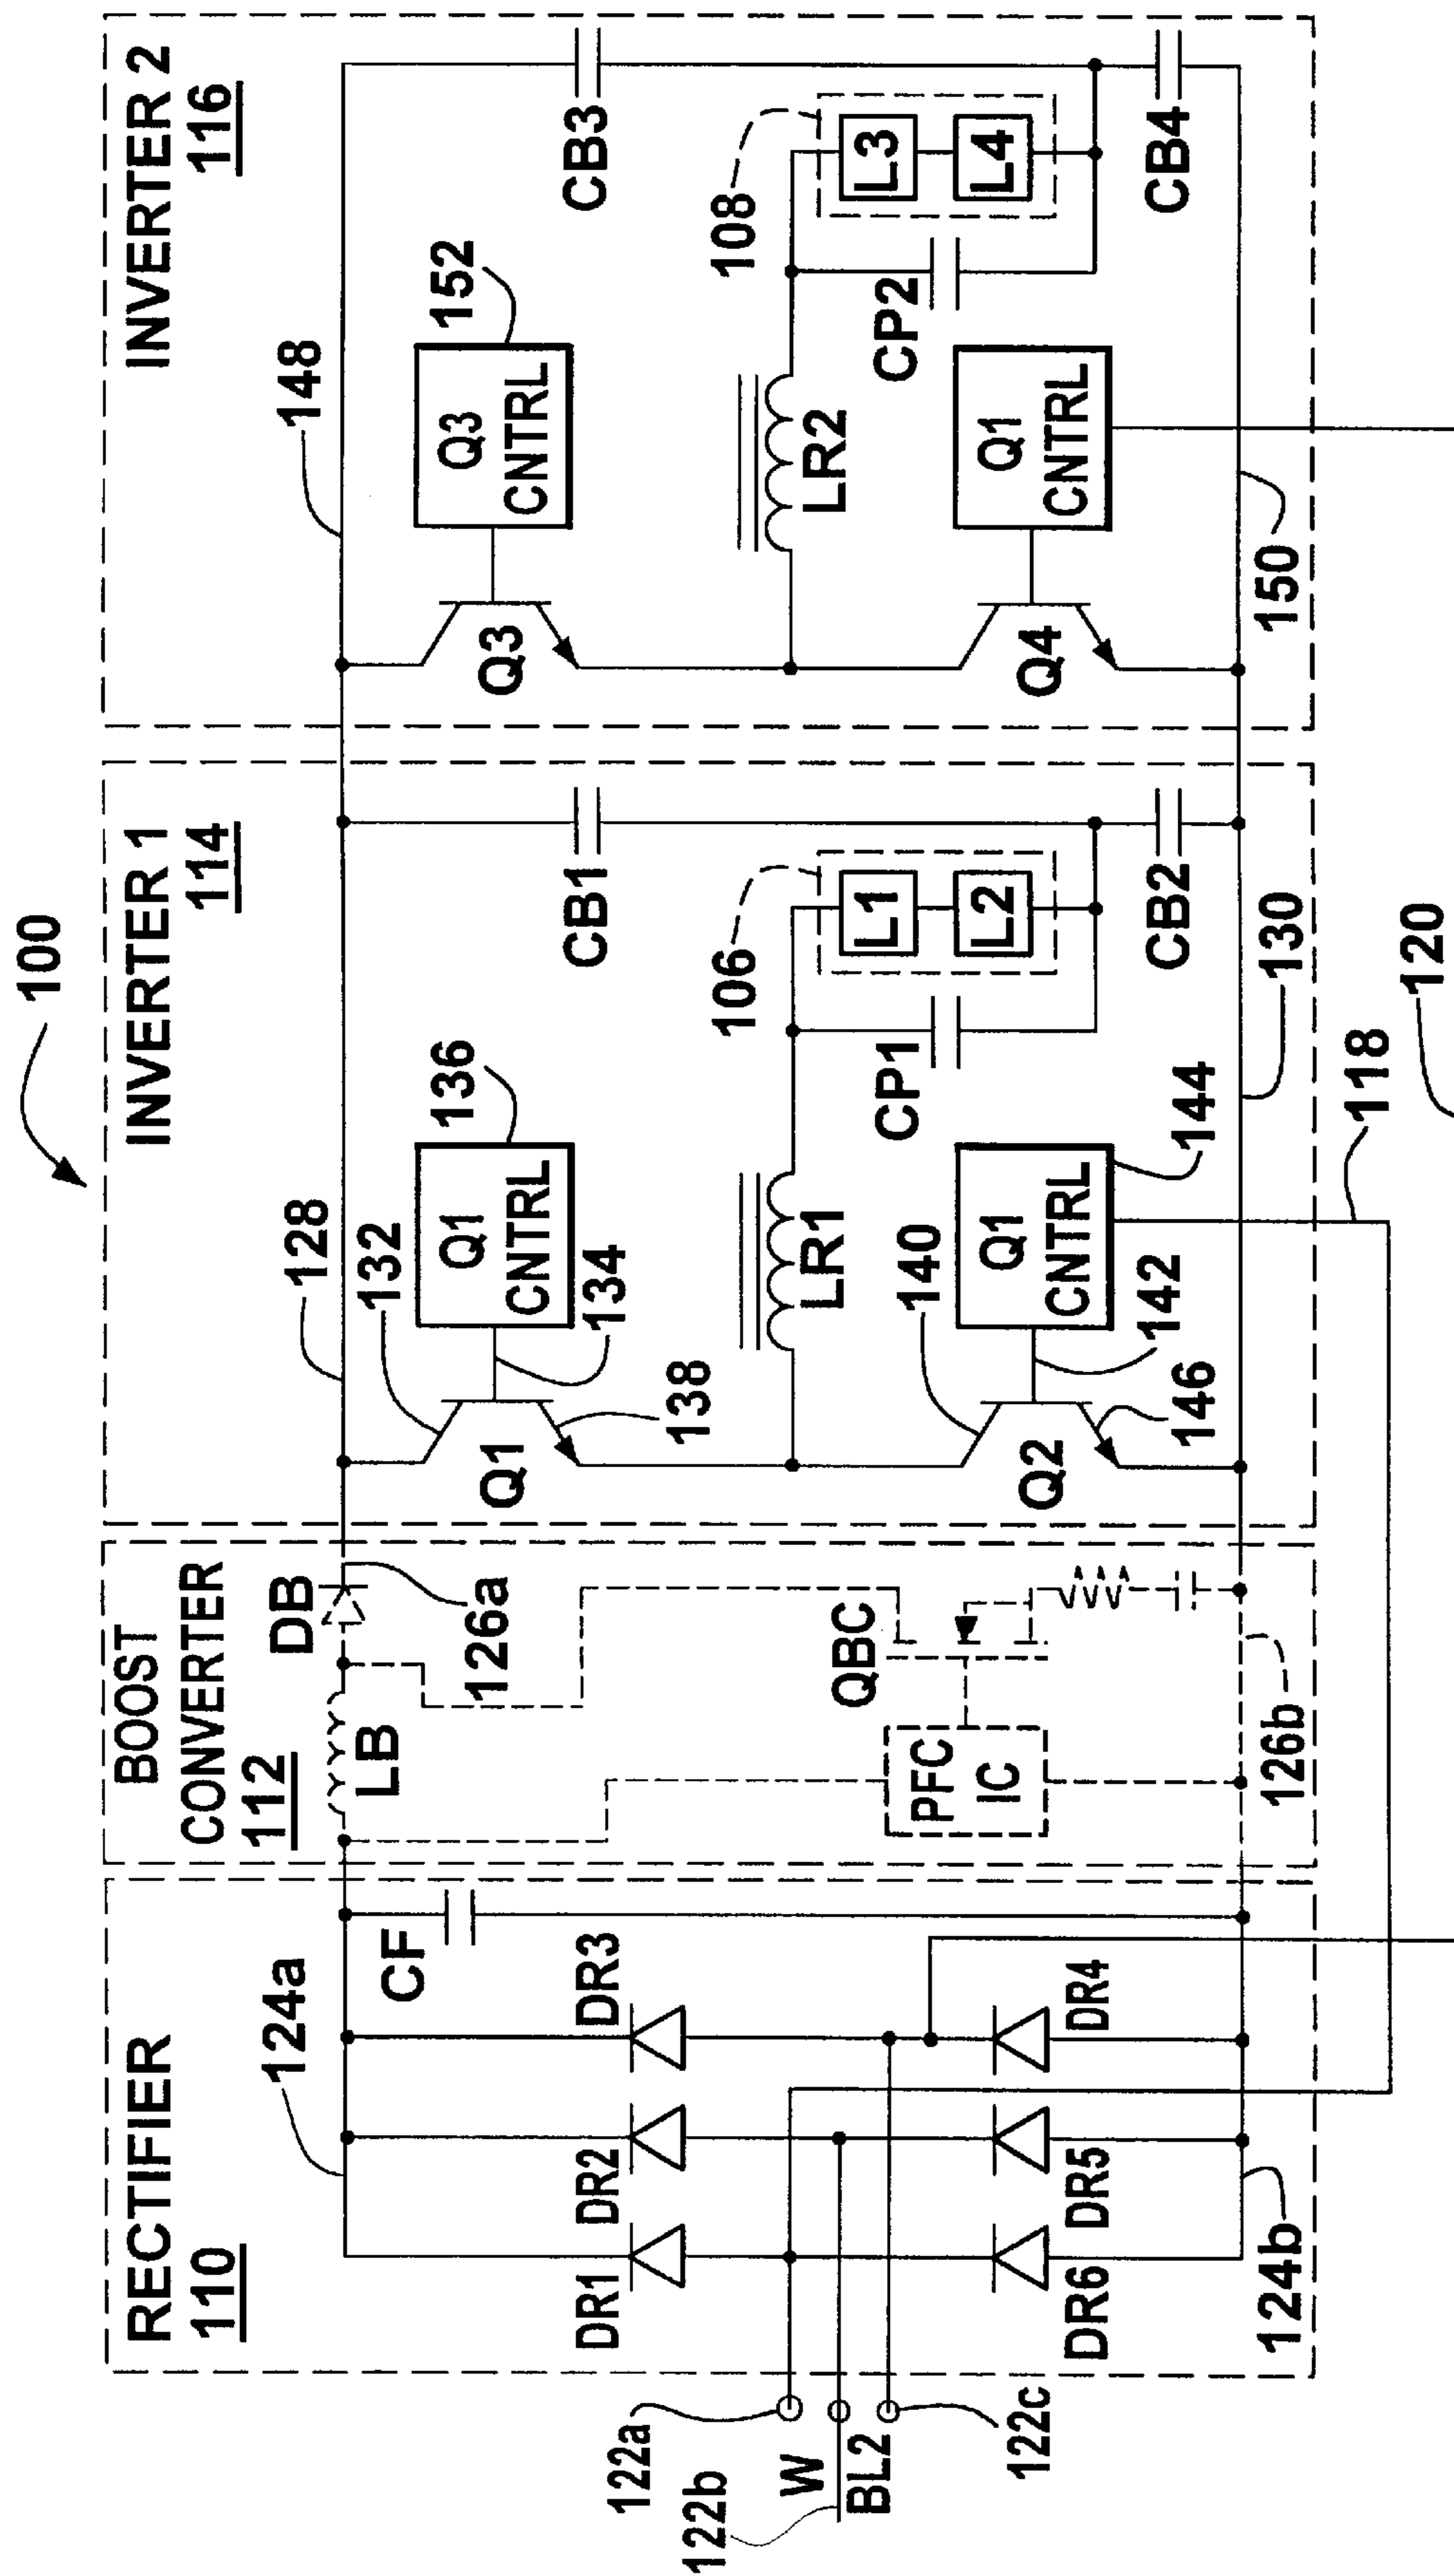 100
RECTIFIER
110
124a
CF
DR1
DR2
DR3
DR6
DR5
DR4
124b
122a
W
122b
BL2
122c
BOOST
CONVERTER
112
LB
DB
126a
QBC
PFC
IC
126b
INVERTER 1
114
128
132
Q1
CNTRL
136
134
138
Q1
LR1
CB1
106
L1
L2
CP1
140
Q1
CNTRL
142
144
146
Q2
CB2
130
118
120
INVERTER 2
116
148
Q3
CNTRL
152
Q3
LR2
CB3
108
L3
L4
CP2
Q1
CNTRL
Q4
CB4
150